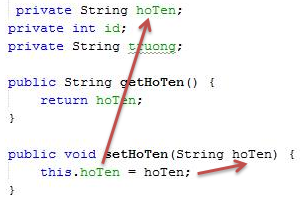 private String hoTen;
private int id;
private String truong;
public String getHoTen() {
return hoTen;
}
public void setHoTen(String hoTen) {
this.hoTen = hoTen;
}